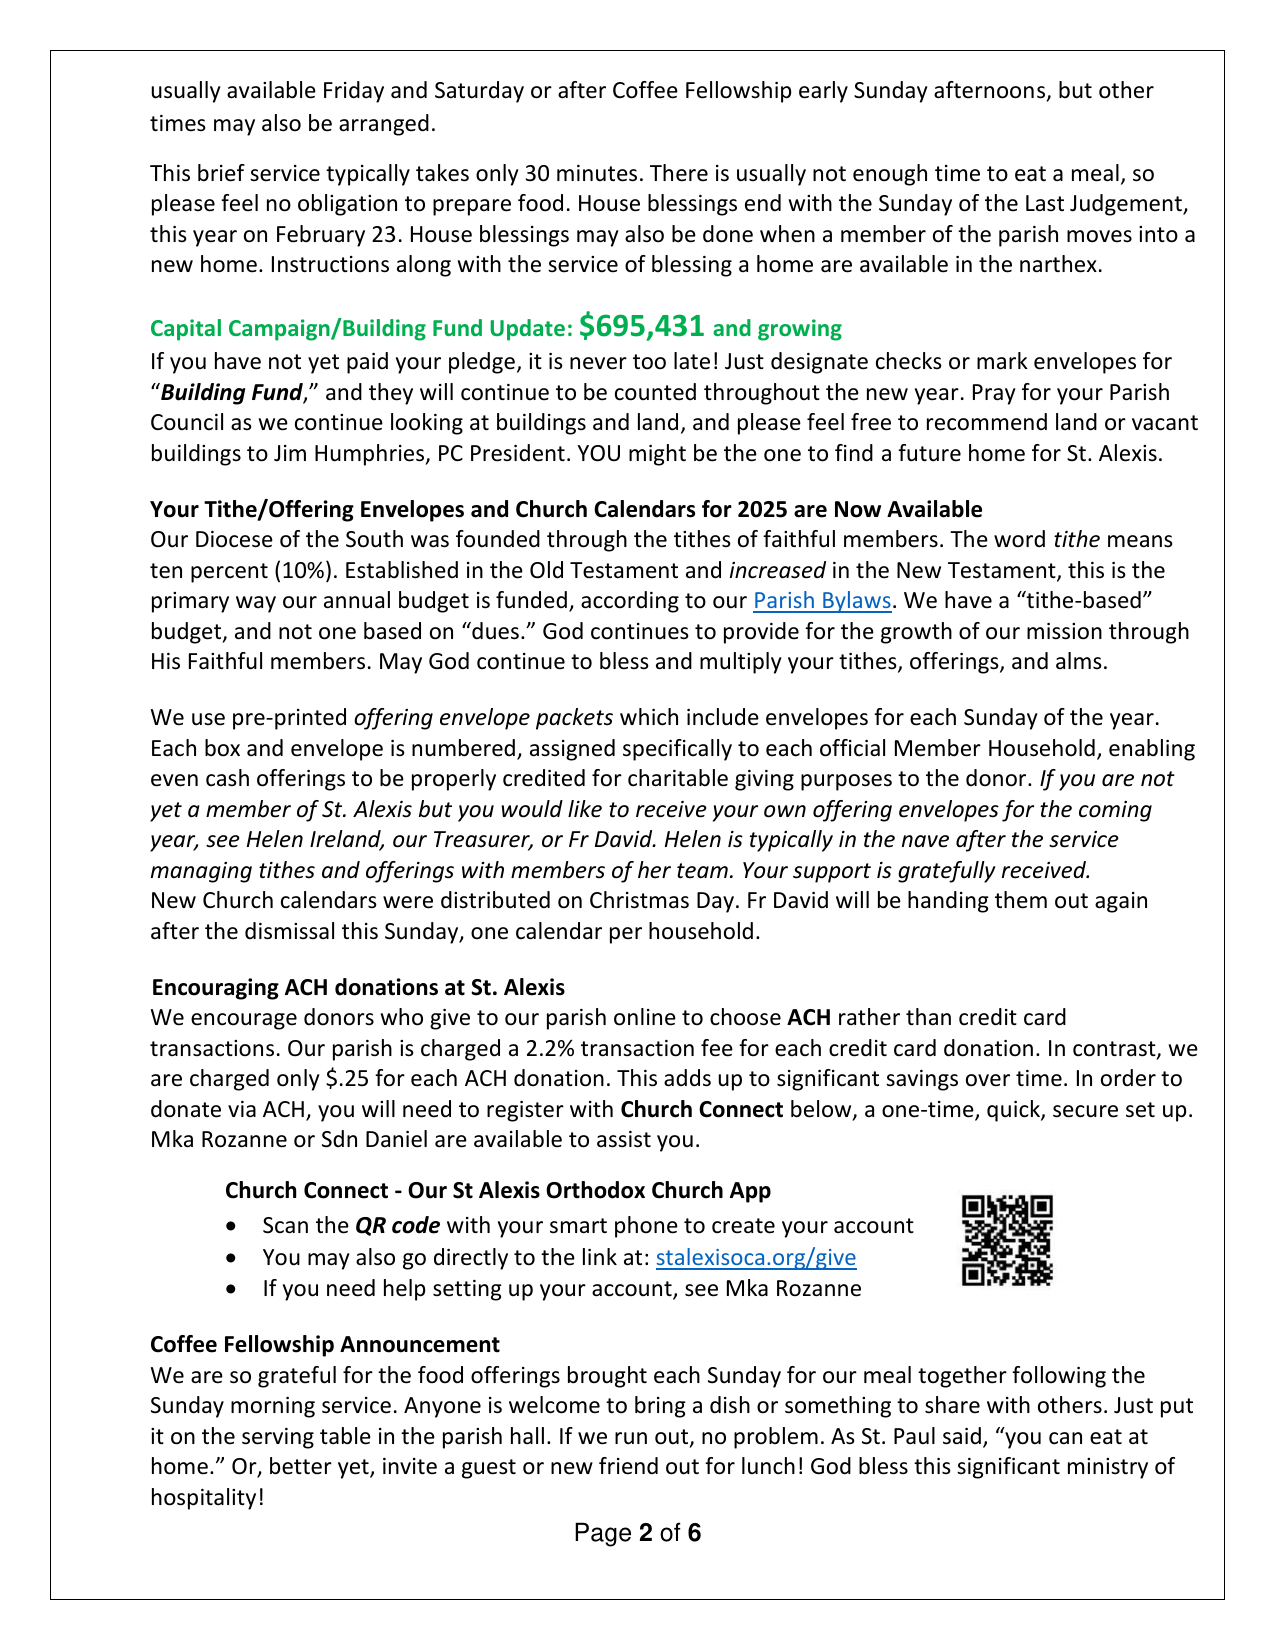 usually available Friday and Saturday or after Coffee Fellowship early Sunday afternoons, but other
times may also be arranged.
This brief service typically takes only 30 minutes. There is usually not enough time to eat a meal, so
please feel no obligation to prepare food. House blessings end with the Sunday of the Last Judgement,
this year on February 23. House blessings may also be done when a member of the parish moves into a
new home. Instructions along with the service of blessing a home are available in the narthex.
Capital Campaign/Building Fund Update: $695,431 and growing
If you have not yet paid your pledge, it is never too late! Just designate checks or mark envelopes for
“Building Fund,” and they will continue to be counted throughout the new year. Pray for your Parish
Council as we continue looking at buildings and land, and please feel free to recommend land or vacant
buildings to Jim Humphries, PC President. YOU might be the one to find a future home for St. Alexis.
Your Tithe/Offering Envelopes and Church Calendars for 2025 are Now Available
Our Diocese of the South was founded through the tithes of faithful members. The word tithe means
ten percent (10%). Established in the Old Testament and increased in the New Testament, this is the
primary way our annual budget is funded, according to our Parish Bylaws. We have a “tithe-based”
budget, and not one based on “dues.” God continues to provide for the growth of our mission through
His Faithful members. May God continue to bless and multiply your tithes, offerings, and alms.
We use pre-printed offering envelope packets which include envelopes for each Sunday of the year.
Each box and envelope is numbered, assigned specifically to each official Member Household, enabling
even cash offerings to be properly credited for charitable giving purposes to the donor. If you are not
yet a member of St. Alexis but you would like to receive your own offering envelopes for the coming
year, see Helen Ireland, our Treasurer, or Fr David. Helen is typically in the nave after the service
managing tithes and offerings with members of her team. Your support is gratefully received.
New Church calendars were distributed on Christmas Day. Fr David will be handing them out again
after the dismissal this Sunday, one calendar per household.
Encouraging ACH donations at St. Alexis
We encourage donors who give to our parish online to choose ACH rather than credit card
transactions. Our parish is charged a 2.2% transaction fee for each credit card donation. In contrast, we
are charged only $.25 for each ACH donation. This adds up to significant savings over time. In order to
donate via ACH, you will need to register with Church Connect below, a one-time, quick, secure set up.
Mka Rozanne or Sdn Daniel are available to assist you.
Church Connect - Our St Alexis Orthodox Church App
• Scan the QR code with your smart phone to create your account
• You may also go directly to the link at: stalexisoca.org/give
• If you need help setting up your account, see Mka Rozanne
Coffee Fellowship Announcement
We are so grateful for the food offerings brought each Sunday for our meal together following the
Sunday morning service. Anyone is welcome to bring a dish or something to share with others. Just put
it on the serving table in the parish hall. If we run out, no problem. As St. Paul said, “you can eat at
home.” Or, better yet, invite a guest or new friend out for lunch! God bless this significant ministry of
hospitality!
Page 2 of 6